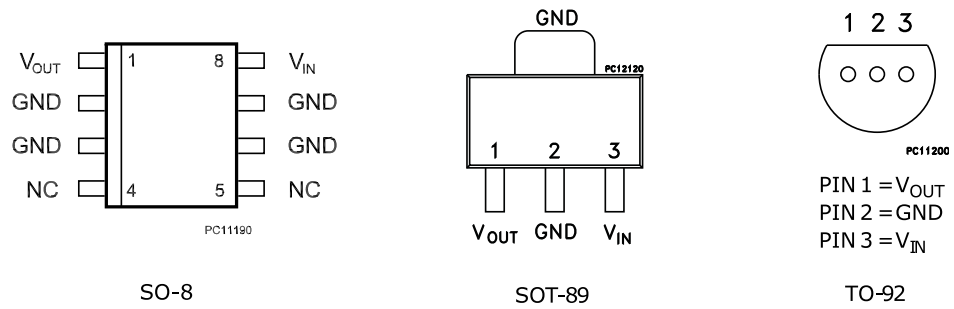 V_OUT 1 8 V_IN
GND GND
GND GND
NC 4 5 NC
PC11190
SO-8
GND
PC12120
1 2 3
V_OUT GND V_IN
SOT-89
1 2 3
PC11200
PIN 1 = V_OUT
PIN 2 = GND
PIN 3 = V_IN
TO-92